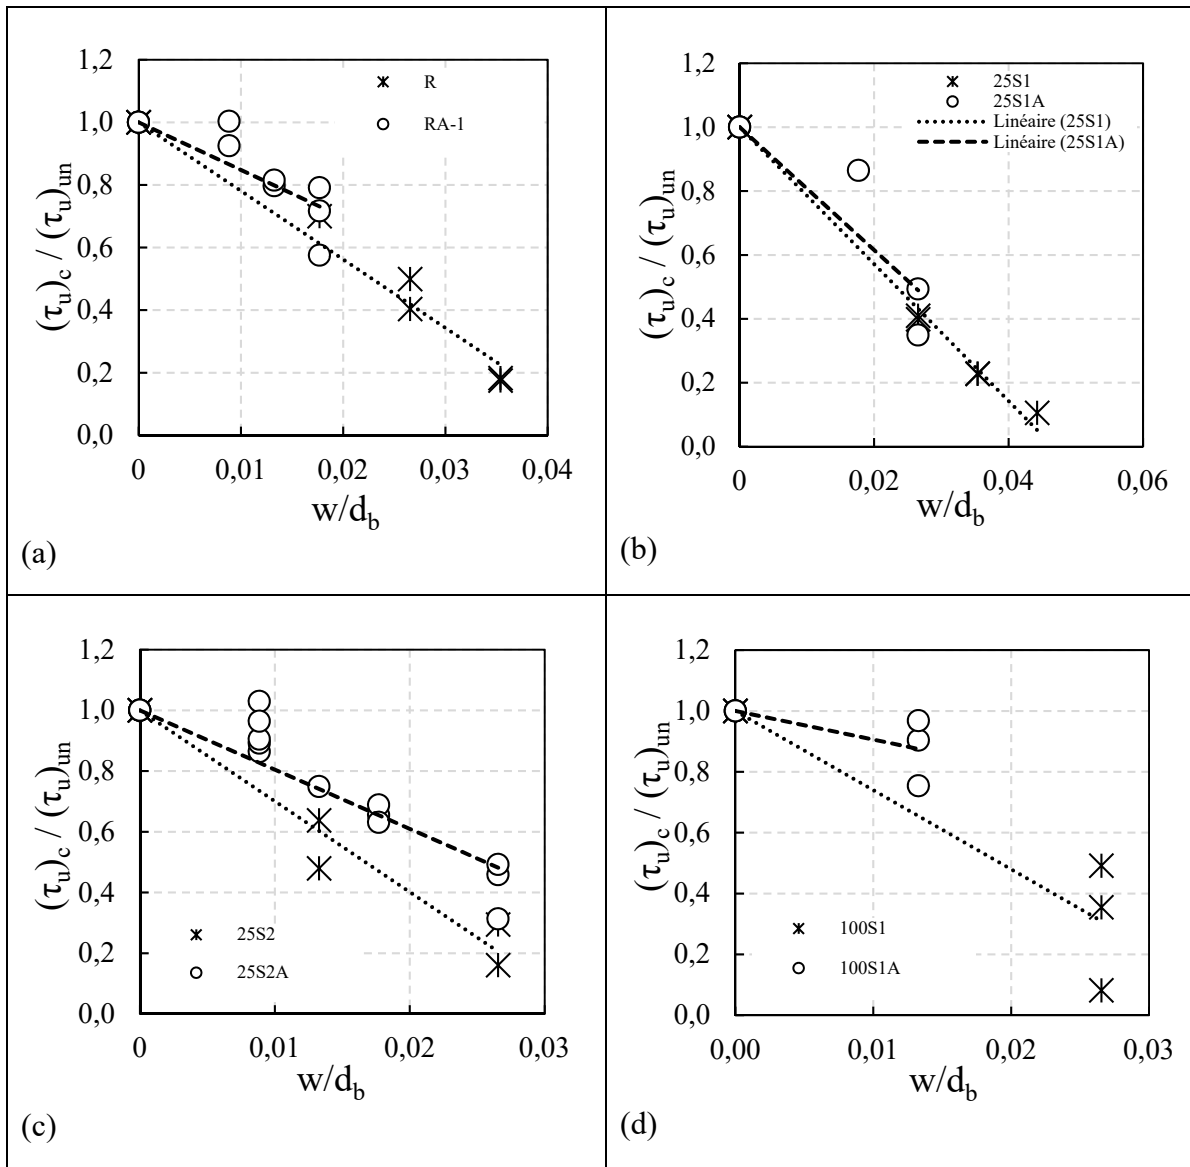 (τu)c / (τu)un
1,2
1,0
0,8
0,6
0,4
0,2
0,0
0
0,01
0,02
0,03
0,04
w/db
R
RA-1
(a)
(τu)c / (τu)un
1,2
1,0
0,8
0,6
0,4
0,2
0,0
0
0,02
0,04
0,06
w/db
25S1
25S1A
Linéaire (25S1)
Linéaire (25S1A)
(b)
(τu)c / (τu)un
1,2
1,0
0,8
0,6
0,4
0,2
0,0
0
0,01
0,02
0,03
w/db
25S2
25S2A
(c)
(τu)c / (τu)un
1,2
1,0
0,8
0,6
0,4
0,2
0,0
0,00
0,01
0,02
0,03
w/db
100S1
100S1A
(d)